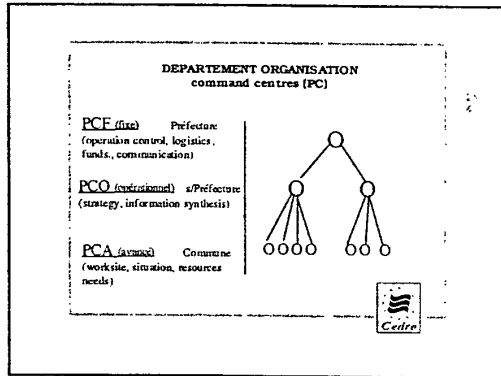 DEPARTEMENT ORGANISATION
command centres (PC)
PCF (fixe) Préfecture
(operation control, logistics,
funds., communication)
PCO (opérationnel) s/Préfecture
(strategy, information synthesis)
PCA (avancé) Commune
(worksite, situation, resources
needs)
Cedre